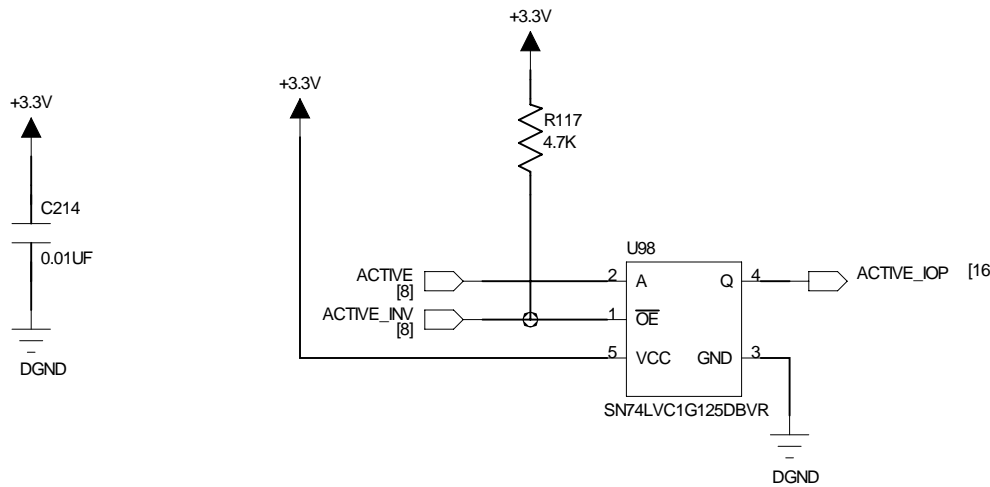 +3.3V
+3.3V
+3.3V
R117
4.7K
C214
0.01UF
DGND
U98
ACTIVE
[8]
2
A
Q
4
ACTIVE_IOP [16
ACTIVE_INV
[8]
1
OE
5
VCC
GND
3
SN74LVC1G125DBVR
DGND